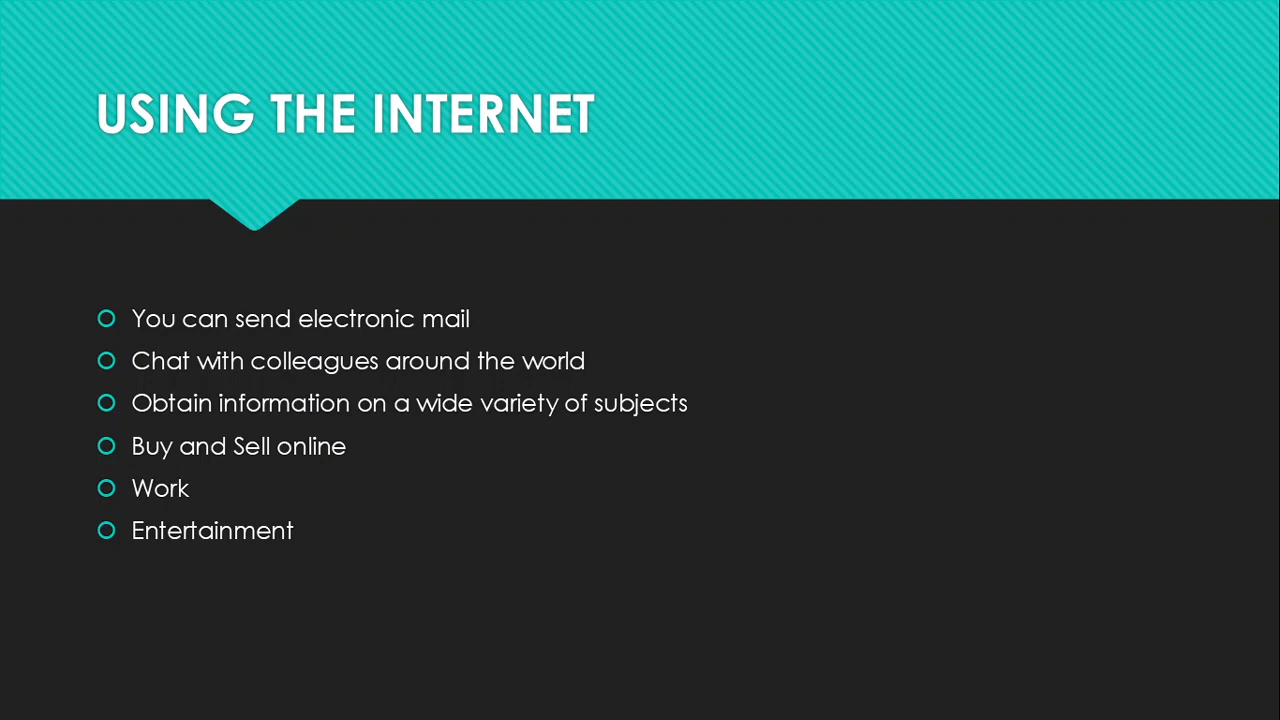 USING THE INTERNET
You can send electronic mail
Chat with colleagues around the world
Obtain information on a wide variety of subjects
Buy and Sell online
Work
Entertainment